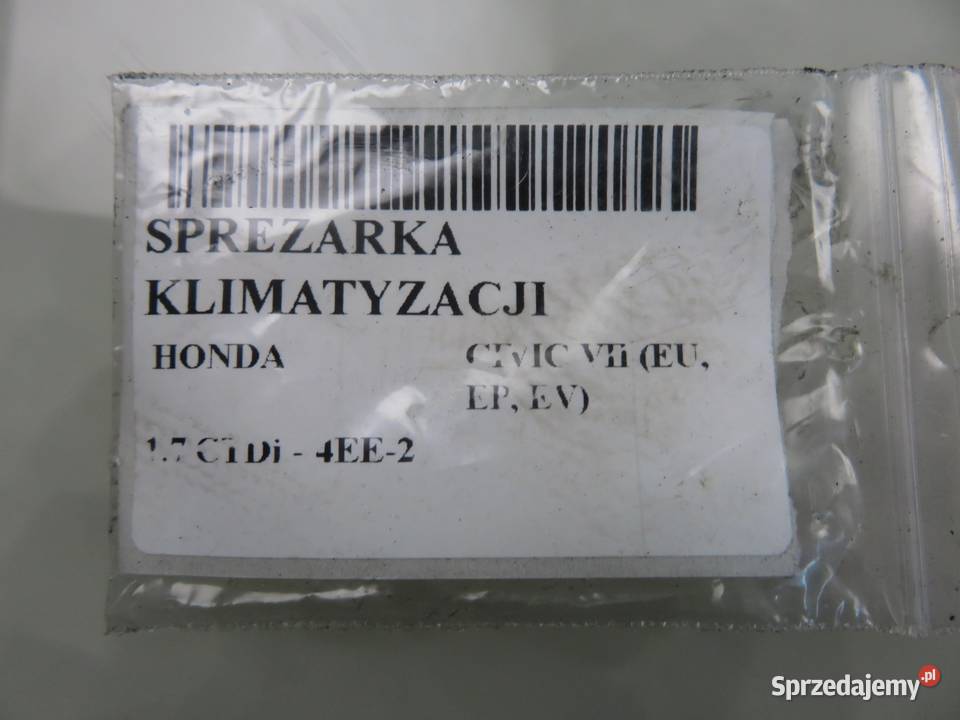 SPREZARKA
KLIMATYZACJI
HONDA CIVIC VII (EU,
EP, EV)
1.7 CTDi - 4EE-2
Sprzedajemy.pl